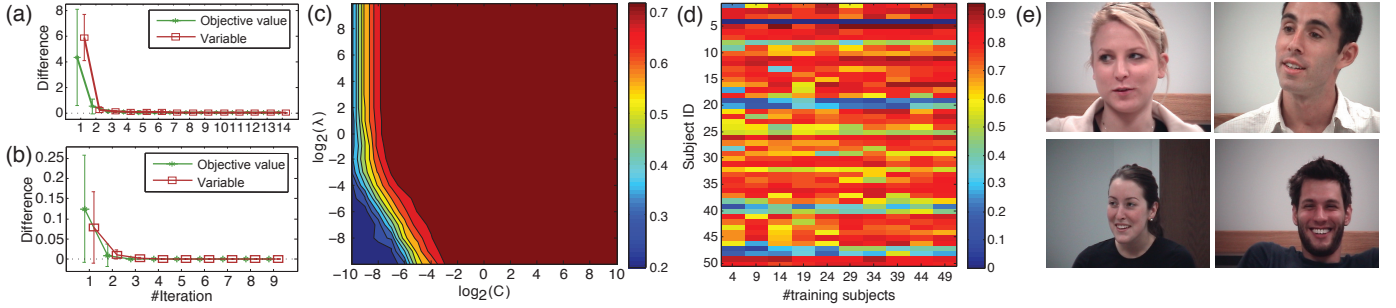 (a)
Objective value
Variable
Difference
8
6
4
2
0
1 2 3 4 5 6 7 8 9 10 11 12 13 14
(b)
Objective value
Variable
Difference
0.25
0.2
0.15
0.1
0.05
0
1 2 3 4 5 6 7 8 9
#Iteration
(c)
log2(λ)
8
6
4
2
0
−2
−4
−6
−8
−10 −8 −6 −4 −2 0 2 4 6 8 10
log2(C)
0.7
0.6
0.5
0.4
0.3
0.2
(d)
Subject ID
5
10
15
20
25
30
35
40
45
50
4 9 14 19 24 29 34 39 44 49
#training subjects
0.9
0.8
0.7
0.6
0.5
0.4
0.3
0.2
0.1
0
(e)